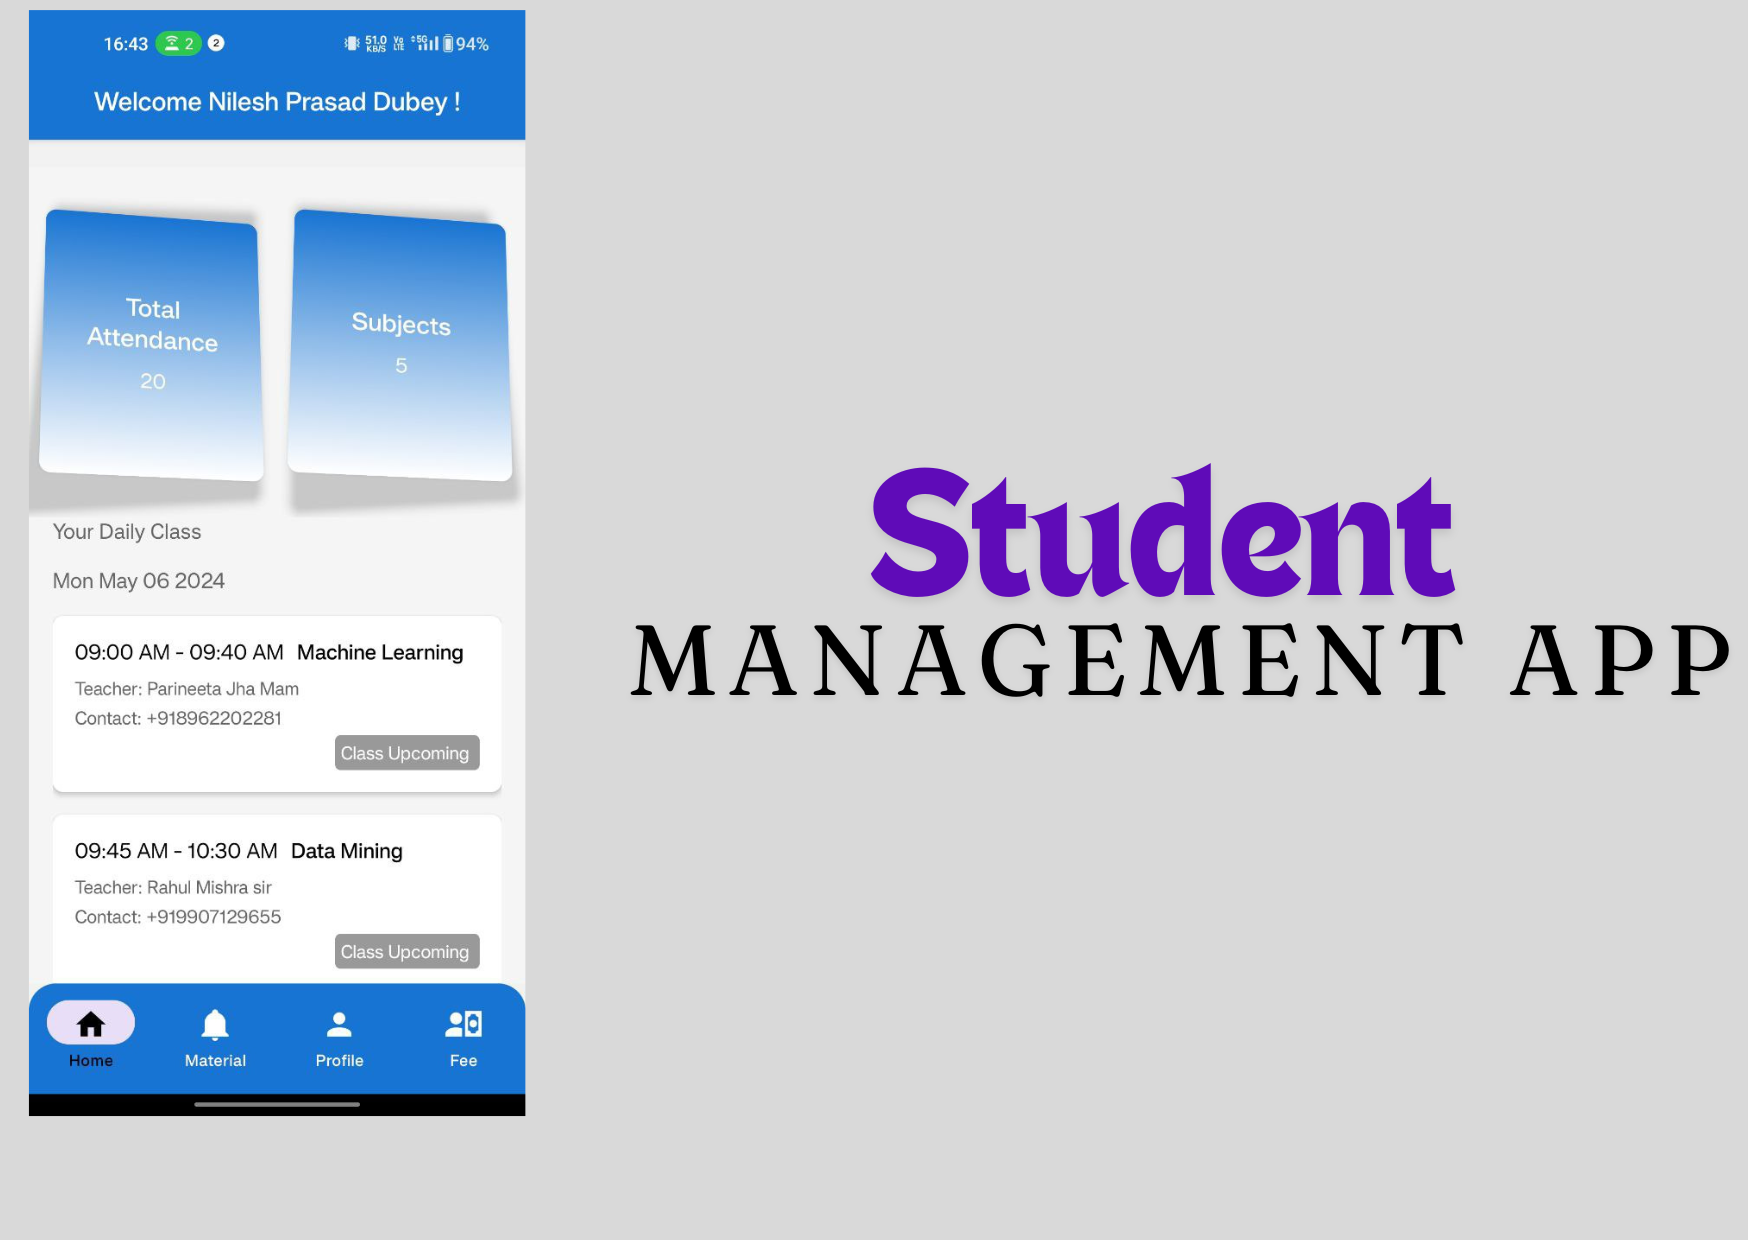 16:43 2 2 51.0 KB/S Vo LTE 5G 94%
Welcome Nilesh Prasad Dubey !
Total
Attendance
20
Subjects
5
Your Daily Class
Mon May 06 2024
09:00 AM - 09:40 AM Machine Learning
Teacher: Parineeta Jha Mam
Contact: +918962202281
Class Upcoming
09:45 AM - 10:30 AM Data Mining
Teacher: Rahul Mishra sir
Contact: +919907129655
Class Upcoming
Home Material Profile Fee
Student
MANAGEMENT APP